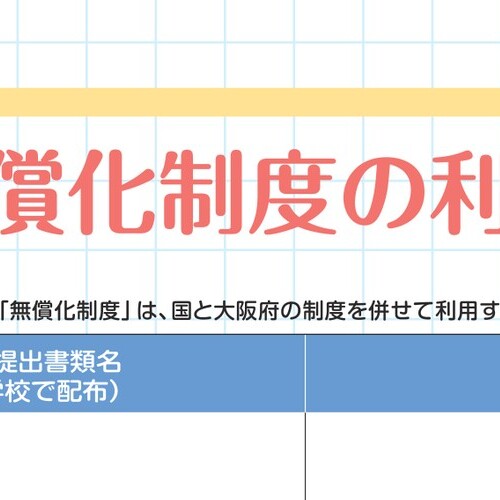 償化制度の利
「無償化制度」は、国と大阪府の制度を併せて利用す
提出書類名
学校で配布）